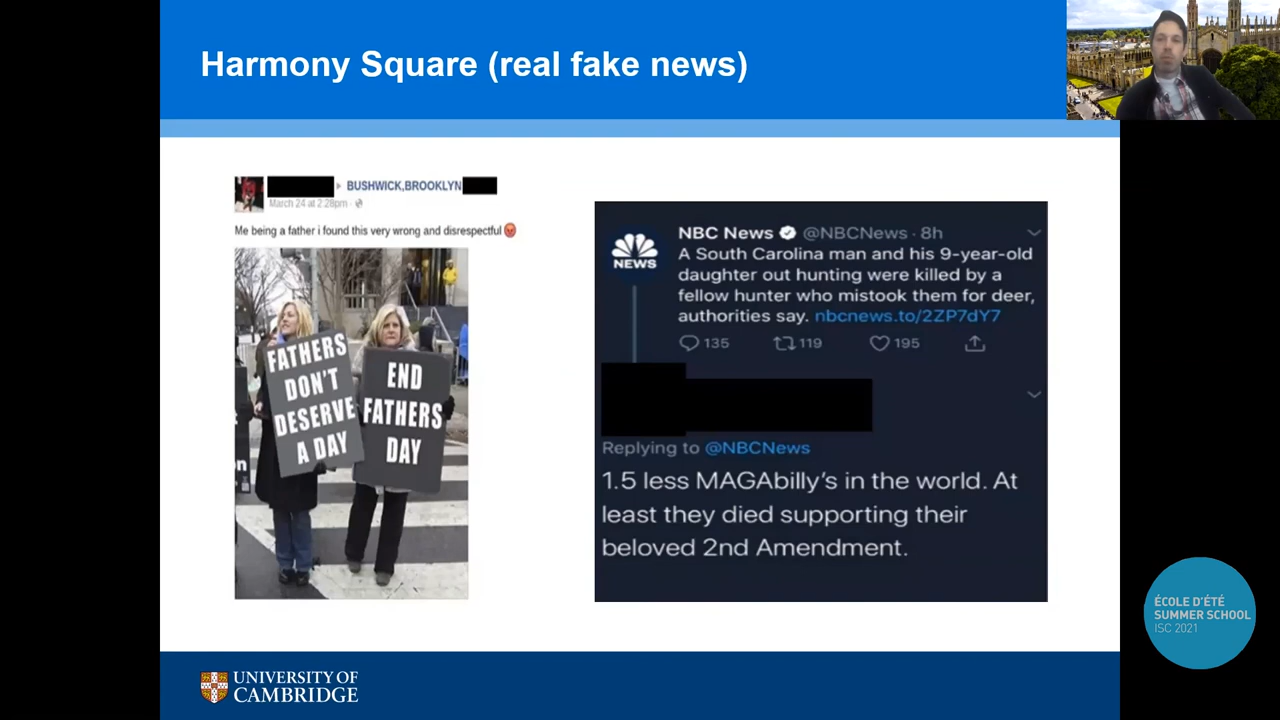 Harmony Square (real fake news)
BUSHWICK,BROOKLYN
March 24 at 2:28pm
Me being a father i found this very wrong and disrespectful
FATHERS
DON'T
DESERVE
A DAY
END
FATHERS
DAY
NEWS
NBC News @NBCNews · 8h
A South Carolina man and his 9-year-old
daughter out hunting were killed by a
fellow hunter who mistook them for deer,
authorities say. nbcnews.to/2ZP7dY7
135 119 195
Replying to @NBCNews
1.5 less MAGAbilly's in the world. At
least they died supporting their
beloved 2nd Amendment.
ÉCOLE D'ÉTÉ
SUMMER SCHOOL
ISC 2021
UNIVERSITY OF
CAMBRIDGE